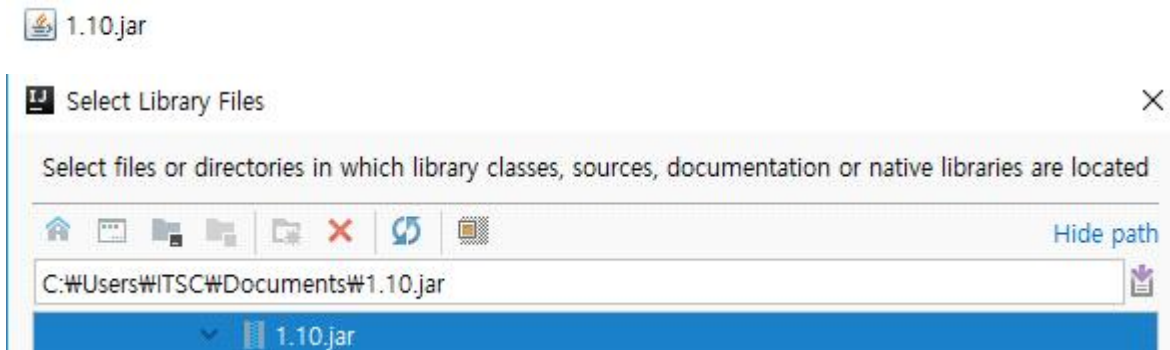 1.10.jar
IJ Select Library Files
Select files or directories in which library classes, sources, documentation or native libraries are located
Hide path
C:₩Users₩ITSC₩Documents₩1.10.jar
1.10.jar